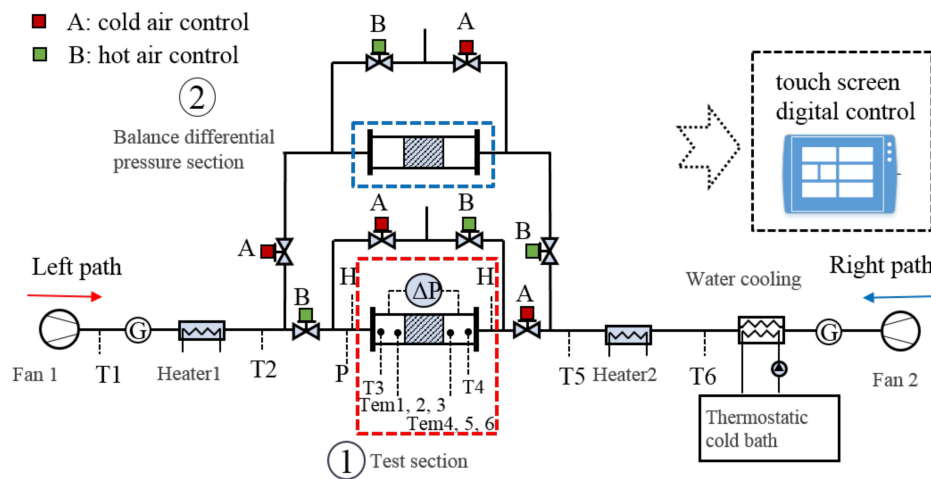 A: cold air control
B: hot air control
2
Balance differential
pressure section
B
A
touch screen
digital control
A
B
A
B
Left path
H
ΔP
H
Water cooling
Right path
B
A
G
G
Fan 1
T1
Heater1
T2
P
T3
T4
Tem1, 2, 3
Tem4, 5, 6
T5
Heater2
T6
Fan 2
Thermostatic
cold bath
1
Test section